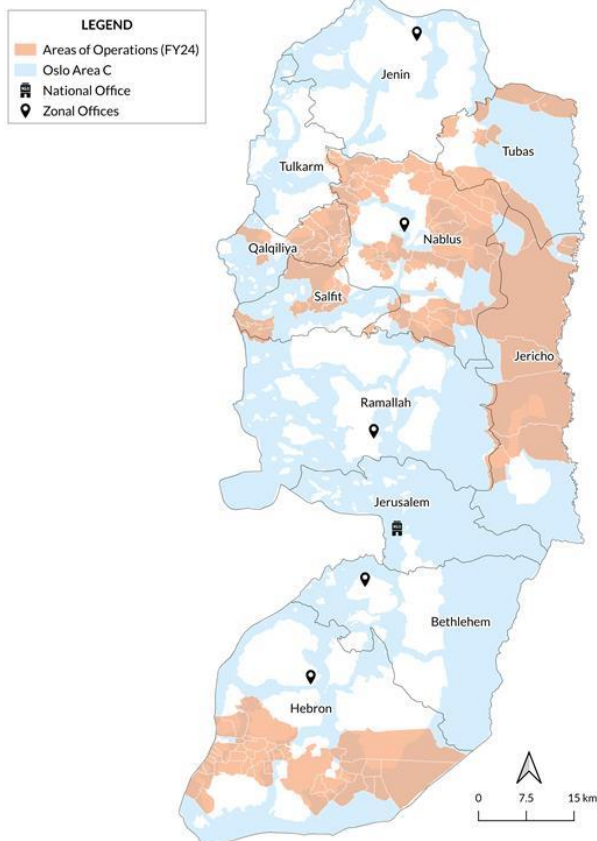 LEGEND
Areas of Operations (FY24)
Oslo Area C
National Office
Zonal Offices
Jenin
Tubas
Tulkarm
Nablus
Qalqiliya
Salfit
Jericho
Ramallah
Jerusalem
Bethlehem
Hebron
0 7.5 15 km